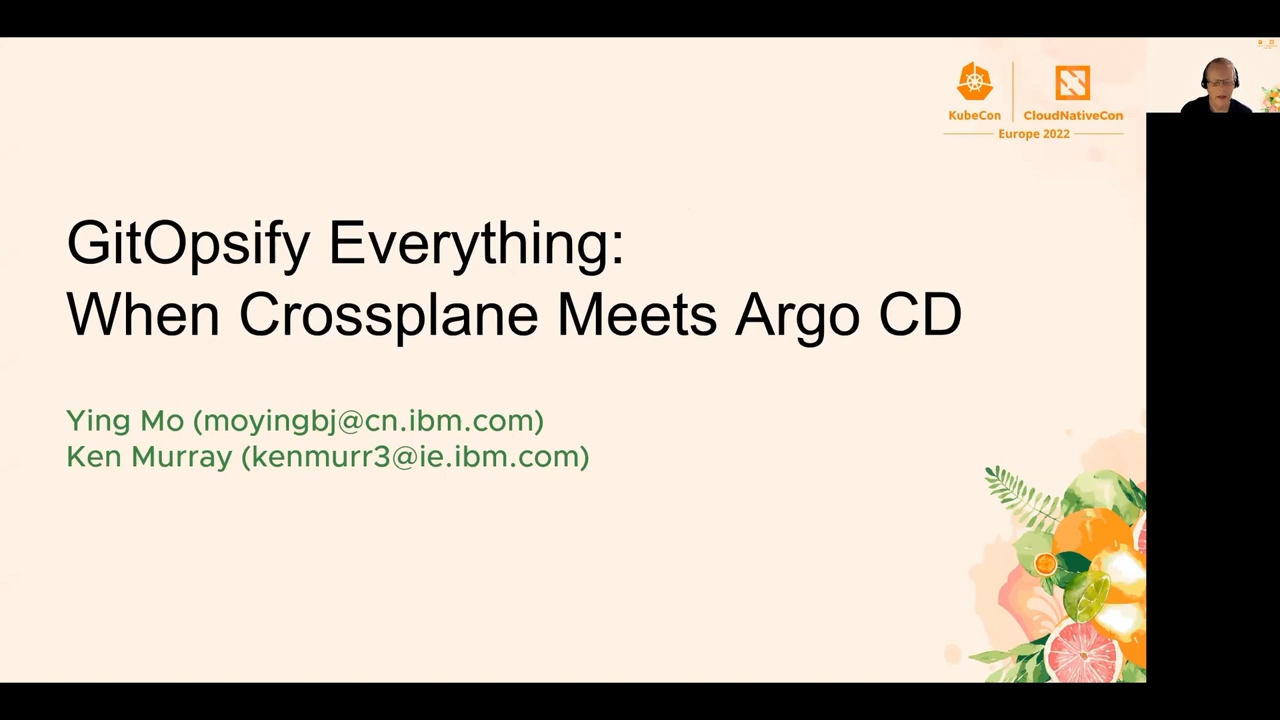 KubeCon
CloudNativeCon
Europe 2022
GitOpsify Everything:
When Crossplane Meets Argo CD
Ying Mo (moyingbj@cn.ibm.com)
Ken Murray (kenmurr3@ie.ibm.com)